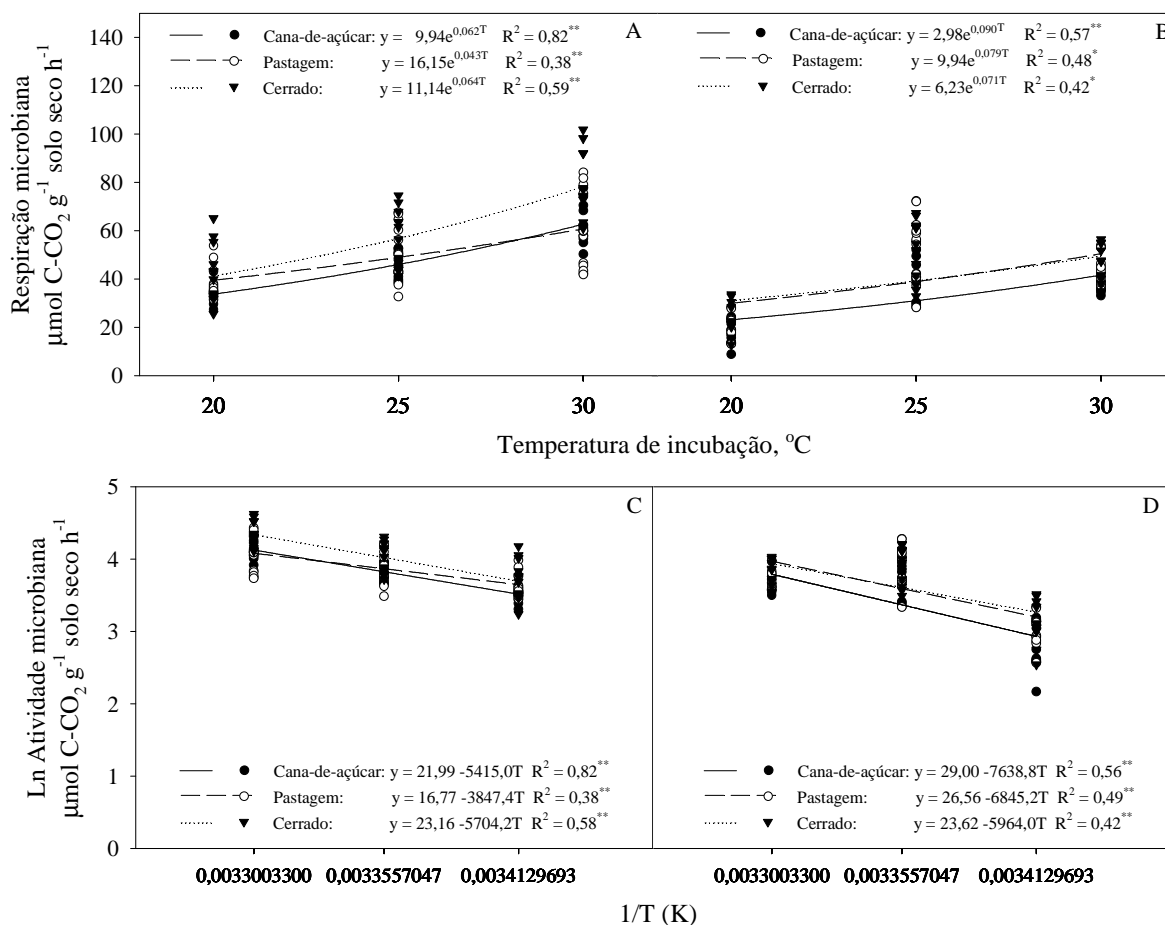 Respiração microbiana
µmol C-CO2 g-1 solo seco h-1
140
120
100
80
60
40
20
0
Cana-de-açúcar: y = 9,94e0,062T R2 = 0,82**
Pastagem: y = 16,15e0,043T R2 = 0,38**
Cerrado: y = 11,14e0,064T R2 = 0,59**
A
Cana-de-açúcar: y = 2,98e0,090T R2 = 0,57**
Pastagem: y = 9,94e0,079T R2 = 0,48*
Cerrado: y = 6,23e0,071T R2 = 0,42*
B
20 25 30 20 25 30
Temperatura de incubação, oC
Ln Atividade microbiana
µmol C-CO2 g-1 solo seco h-1
5
4
3
2
1
0
C
Cana-de-açúcar: y = 21,99 -5415,0T R2 = 0,82**
Pastagem: y = 16,77 -3847,4T R2 = 0,38**
Cerrado: y = 23,16 -5704,2T R2 = 0,58**
D
Cana-de-açúcar: y = 29,00 -7638,8T R2 = 0,56**
Pastagem: y = 26,56 -6845,2T R2 = 0,49**
Cerrado: y = 23,62 -5964,0T R2 = 0,42**
0,0033003300 0,0033557047 0,0034129693 0,0033003300 0,0033557047 0,0034129693
1/T (K)